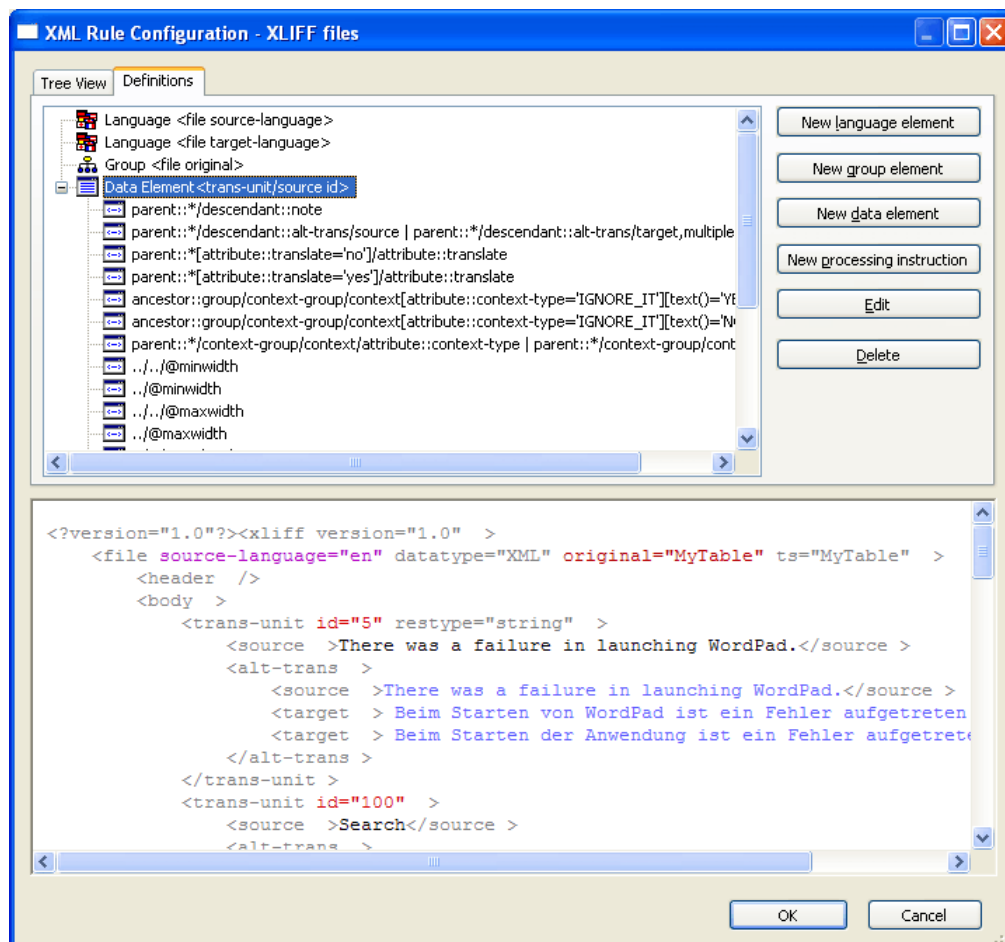 XML Rule Configuration - XLIFF files
Tree View
Definitions
Language <file source-language>
Language <file target-language>
Group <file original>
Data Element<trans-unit/source id>
parent::*/descendant::note
parent::*/descendant::alt-trans/source | parent::*/descendant::alt-trans/target,multiple
parent::*[attribute::translate='no']/attribute::translate
parent::*[attribute::translate='yes']/attribute::translate
ancestor::group/context-group/context[attribute::context-type='IGNORE_IT'][text()='YE
ancestor::group/context-group/context[attribute::context-type='IGNORE_IT'][text()='N
parent::*/context-group/context/attribute::context-type | parent::*/context-group/cont
../../@minwidth
../@minwidth
../../@maxwidth
../@maxwidth
New language element
New group element
New data element
New processing instruction
Edit
Delete
<?version="1.0"?><xliff version="1.0"  >
<file source-language="en" datatype="XML" original="MyTable" ts="MyTable"  >
<header  />
<body  >
<trans-unit id="5" restype="string"  >
<source  >There was a failure in launching WordPad.</source >
<alt-trans  >
<source  >There was a failure in launching WordPad.</source >
<target  > Beim Starten von WordPad ist ein Fehler aufgetreten
<target  > Beim Starten der Anwendung ist ein Fehler aufgetrete
</alt-trans >
</trans-unit >
<trans-unit id="100"  >
<source  >Search</source >
<alt-trans  >
OK
Cancel